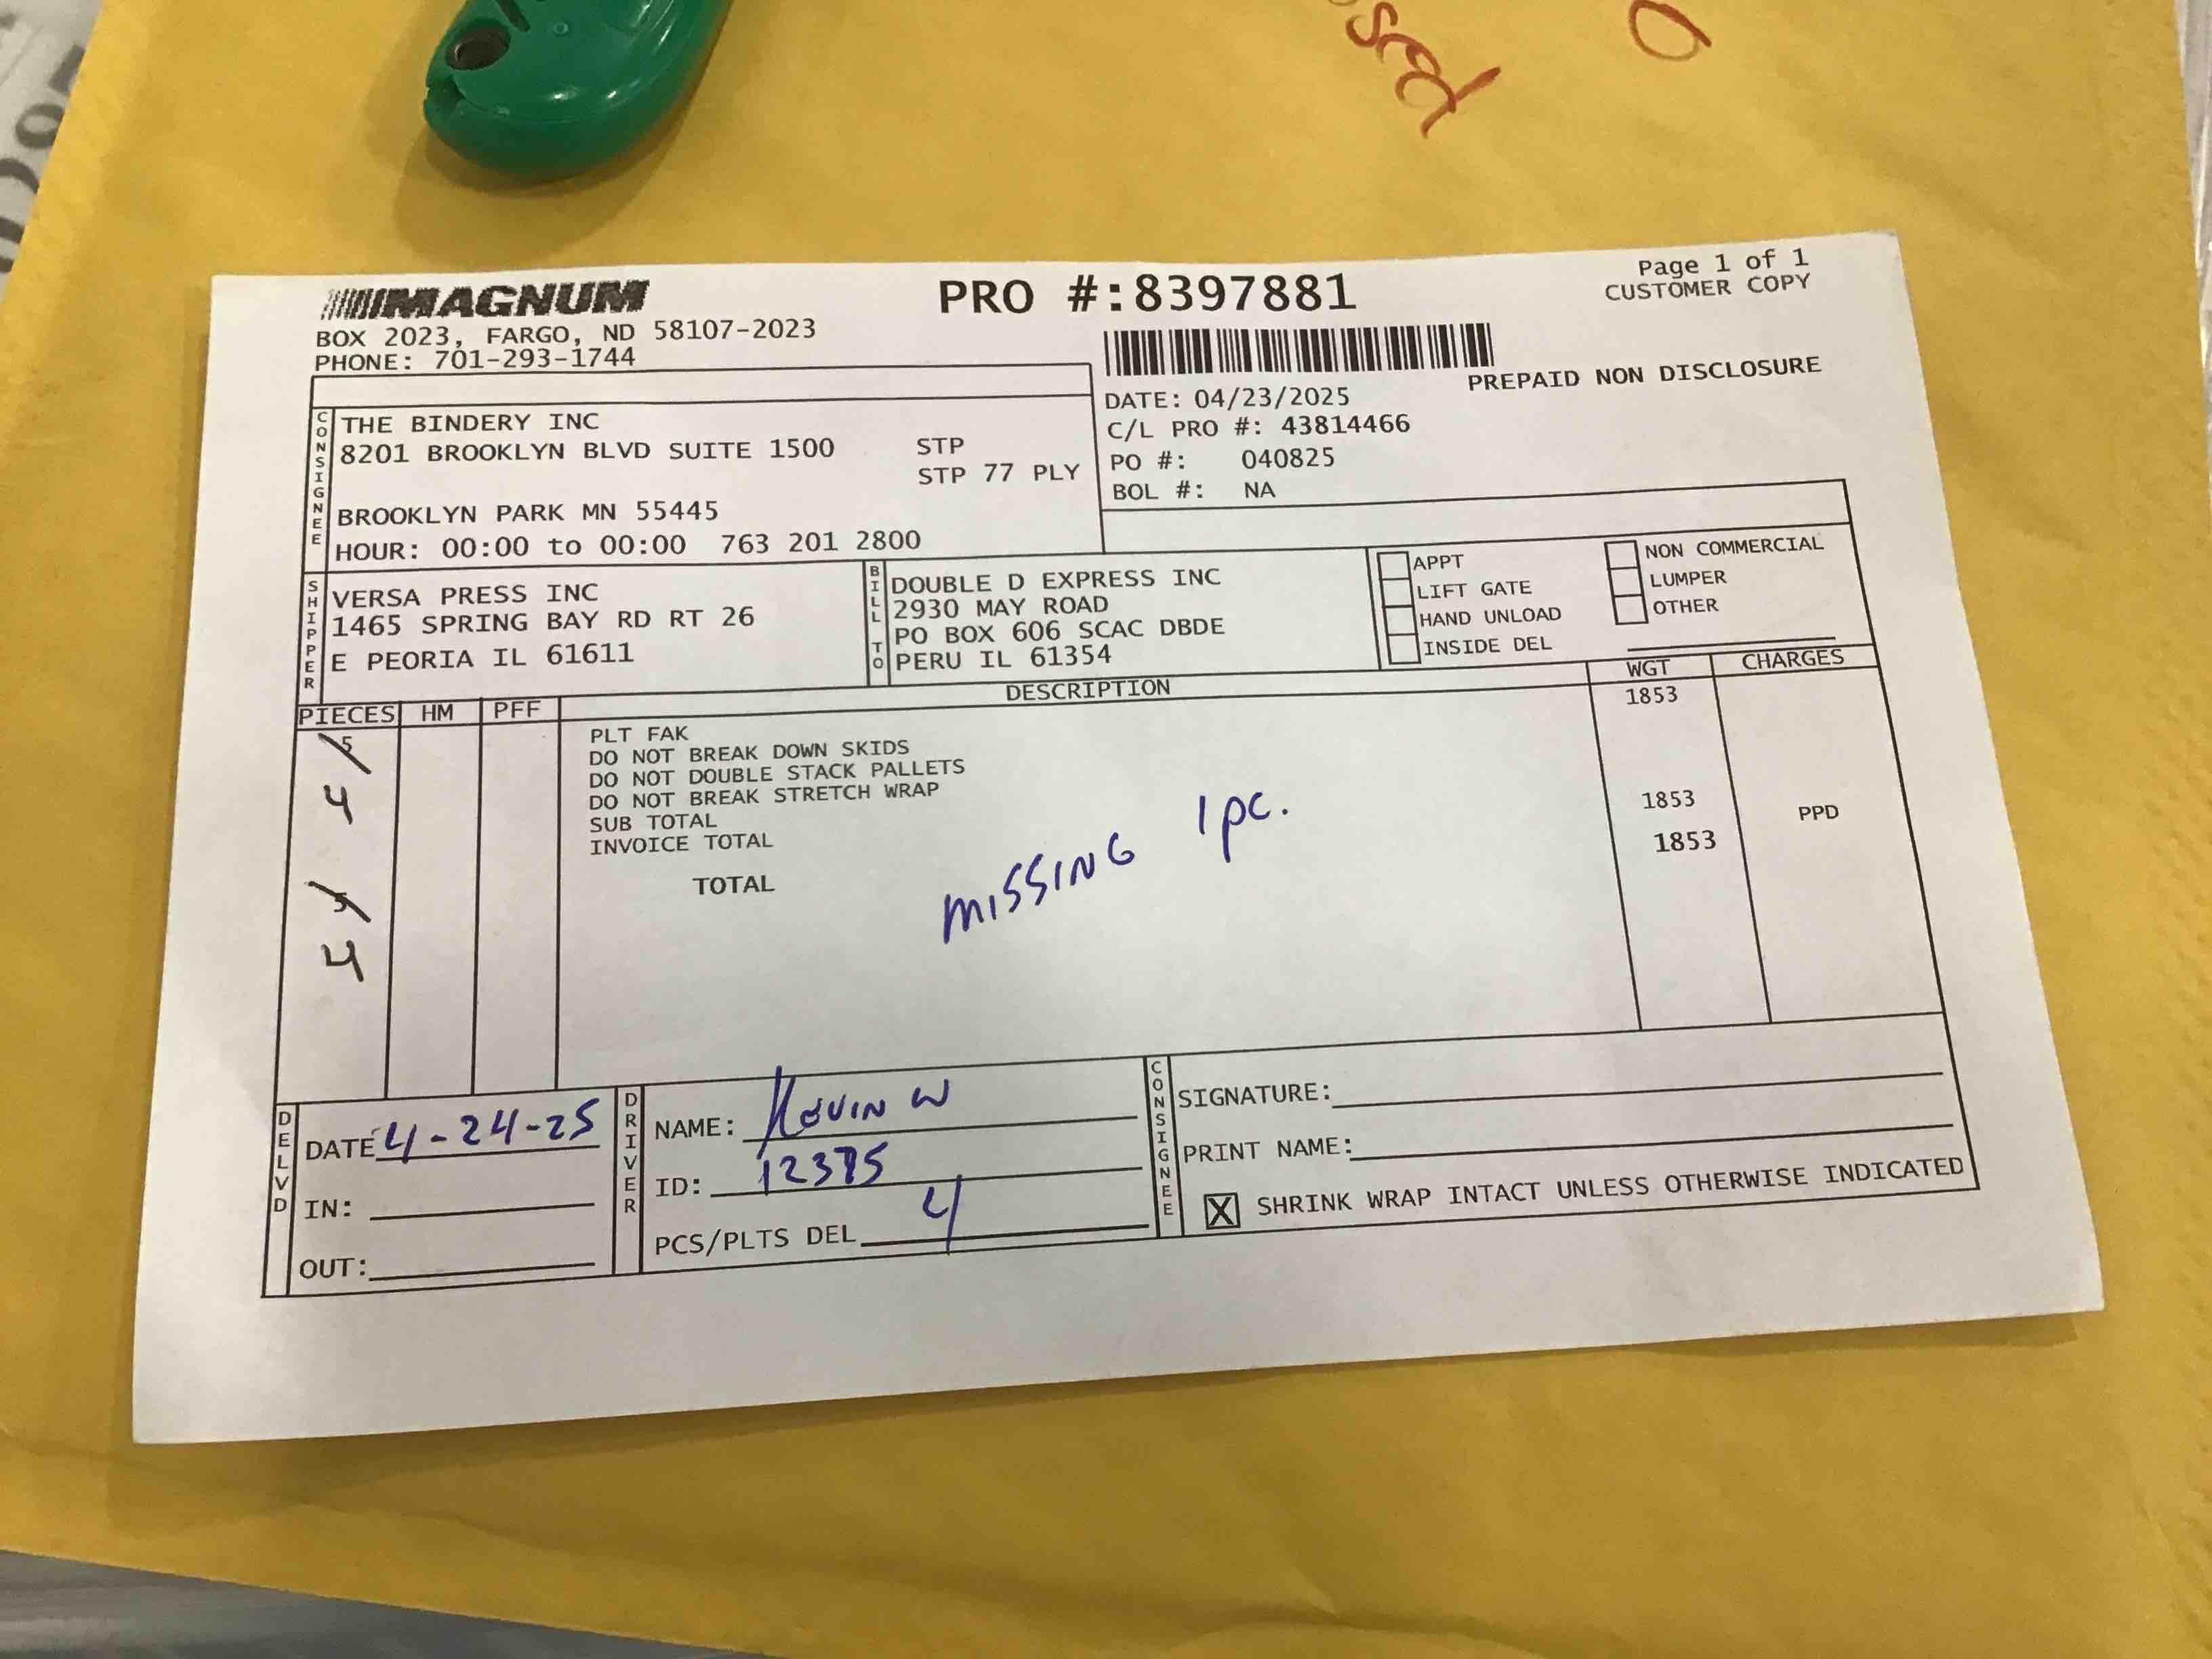 sed
MAGNUM
BOX 2023, FARGO, ND 58107-2023
PHONE: 701-293-1744
PRO #:8397881
Page 1 of 1
CUSTOMER COPY
PREPAID NON DISCLOSURE
DATE: 04/23/2025
C/L PRO #: 43814466
PO #: 040825
BOL #: NA
CONSIGNEE
THE BINDERY INC
8201 BROOKLYN BLVD SUITE 1500 STP
STP 77 PLY
BROOKLYN PARK MN 55445
HOUR: 00:00 to 00:00 763 201 2800
SHIPPER
VERSA PRESS INC
1465 SPRING BAY RD RT 26
E PEORIA IL 61611
BILL TO
DOUBLE D EXPRESS INC
2930 MAY ROAD
PO BOX 606 SCAC DBDE
PERU IL 61354
APPT
LIFT GATE
HAND UNLOAD
INSIDE DEL
NON COMMERCIAL
LUMPER
OTHER
PIECES HM PFF DESCRIPTION WGT CHARGES
5
4
5
4
PLT FAK 1853
DO NOT BREAK DOWN SKIDS
DO NOT DOUBLE STACK PALLETS
DO NOT BREAK STRETCH WRAP
SUB TOTAL 1853
INVOICE TOTAL 1853 PPD
TOTAL
MISSING 1 pc.
DELVD
DATE 4-24-25
IN:
OUT:
DRIVER
NAME: Kevin W
ID:
PCS/PLTS DEL 4
CONSIGNEE
SIGNATURE:
PRINT NAME:
X SHRINK WRAP INTACT UNLESS OTHERWISE INDICATED